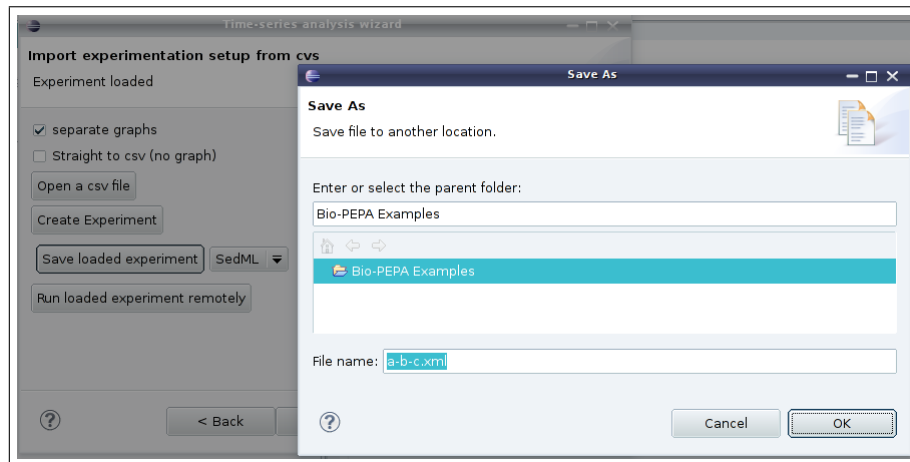 Time-series analysis wizard
Import experimentation setup from cvs
Experiment loaded
separate graphs
Straight to csv (no graph)
Open a csv file
Create Experiment
Save loaded experiment SedML
Run loaded experiment remotely
? < Back
Save As
Save As
Save file to another location.
Enter or select the parent folder:
Bio-PEPA Examples
Bio-PEPA Examples
File name: a-b-c.xml
? Cancel OK